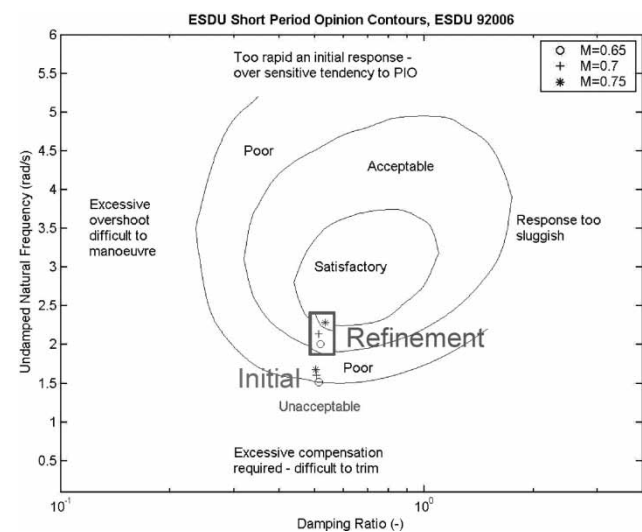 ESDU Short Period Opinion Contours, ESDU 92006
Undamped Natural Frequency (rad/s)
6
5.5
5
4.5
4
3.5
3
2.5
2
1.5
1
0.5
Too rapid an initial response -
over sensitive tendency to PIO
M=0.65
M=0.7
M=0.75
Poor
Acceptable
Excessive
overshoot
difficult to
manoeuvre
Response too
sluggish
Satisfactory
Refinement
Initial
Poor
Unacceptable
Excessive compensation
required - difficult to trim
10-1
100
Damping Ratio (-)